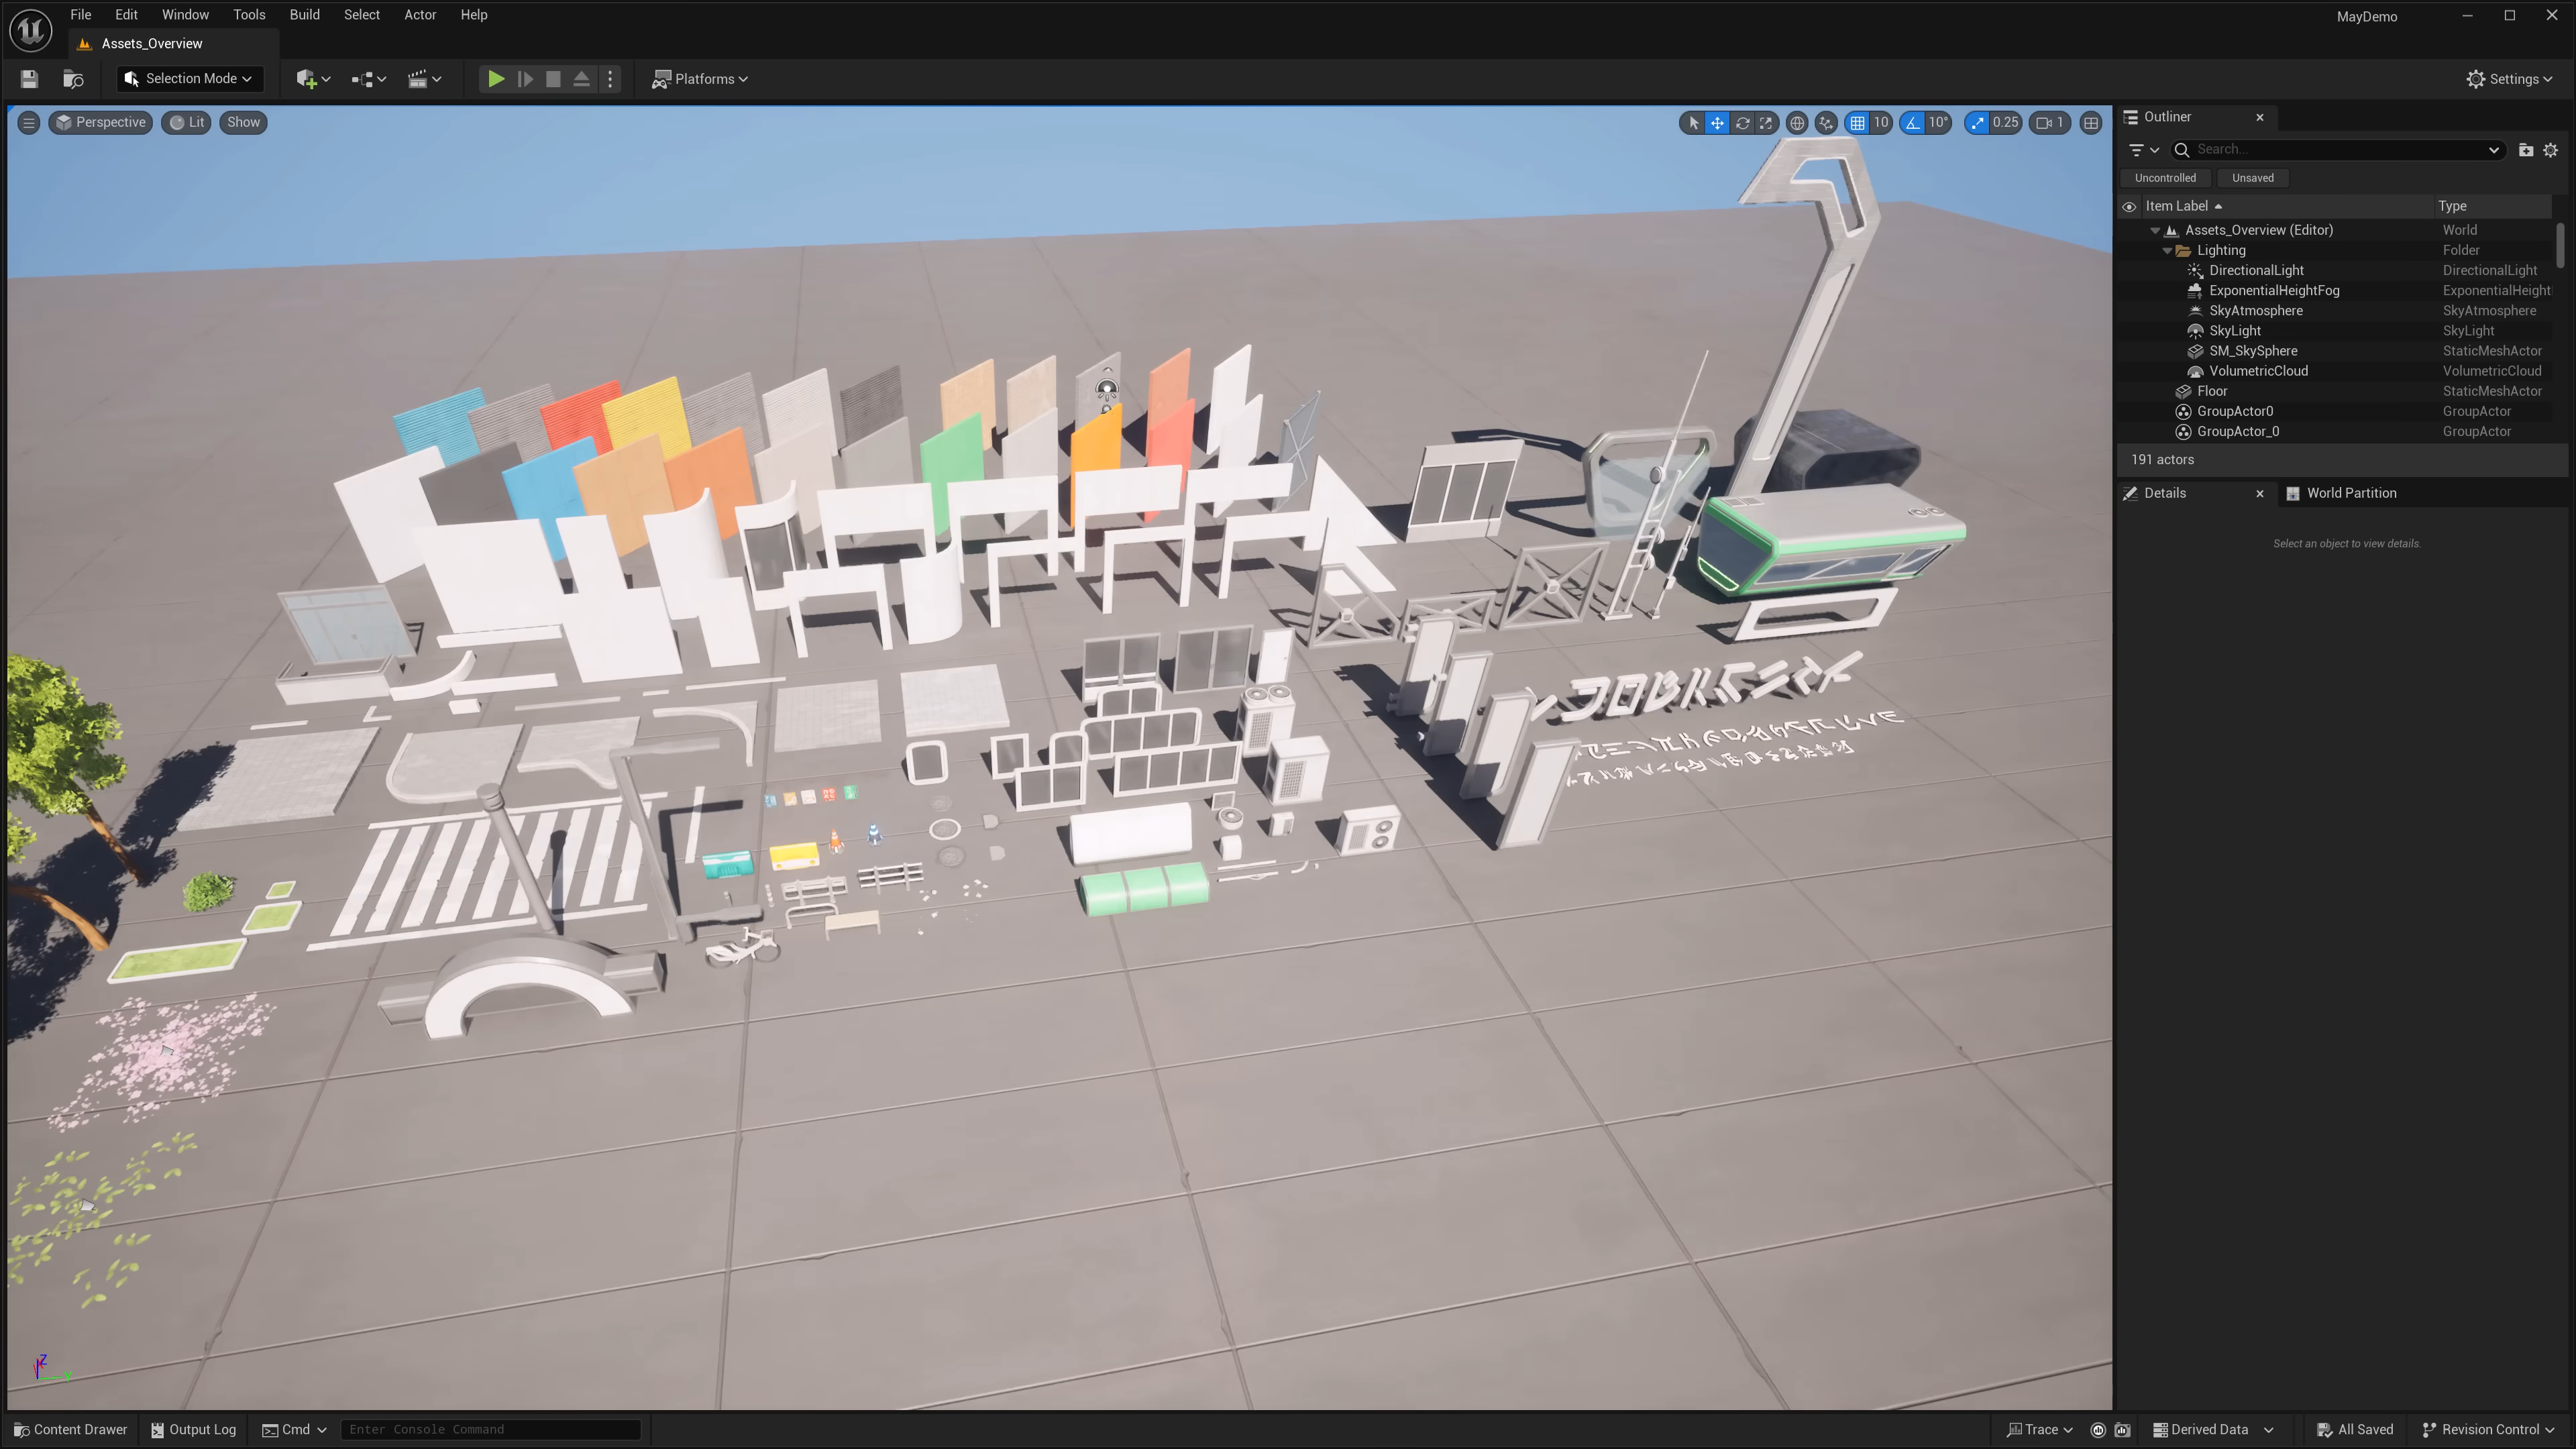 File Edit Window Tools Build Select Actor Help
MayDemo
Assets_Overview
Selection Mode
Platforms
Settings
Perspective Lit Show
10 10° 0.25 1
Outliner
Search...
Uncontrolled Unsaved
Item Label Type
Assets_Overview (Editor) World
Lighting Folder
DirectionalLight DirectionalLight
ExponentialHeightFog ExponentialHeight
SkyAtmosphere SkyAtmosphere
SkyLight SkyLight
SM_SkySphere StaticMeshActor
VolumetricCloud VolumetricCloud
Floor StaticMeshActor
GroupActor0 GroupActor
GroupActor_0 GroupActor
191 actors
Details World Partition
Select an object to view details.
Z
Y
Content Drawer Output Log Cmd Enter Console Command
Trace Derived Data All Saved Revision Control